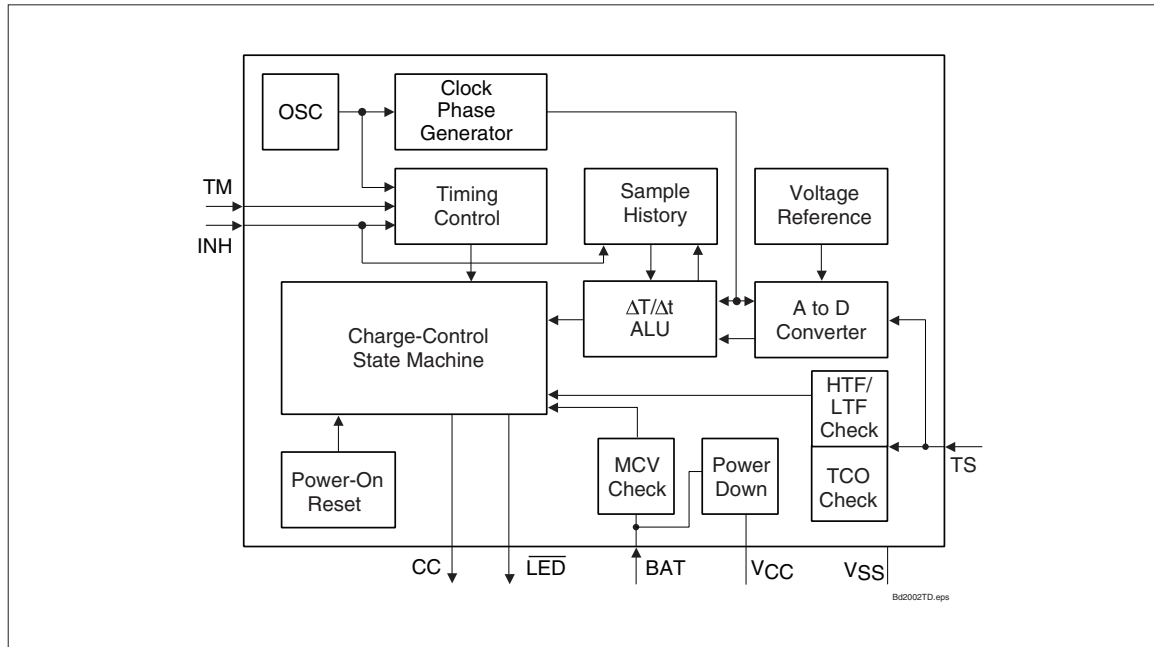 OSC
Clock
Phase
Generator
TM
INH
Timing
Control
Sample
History
Voltage
Reference
Charge-Control
State Machine
ΔT/Δt
ALU
A to D
Converter
HTF/
LTF
Check
TS
Power-On
Reset
MCV
Check
Power
Down
TCO
Check
CC
LED
BAT
VCC
VSS
Bd2002TD.eps